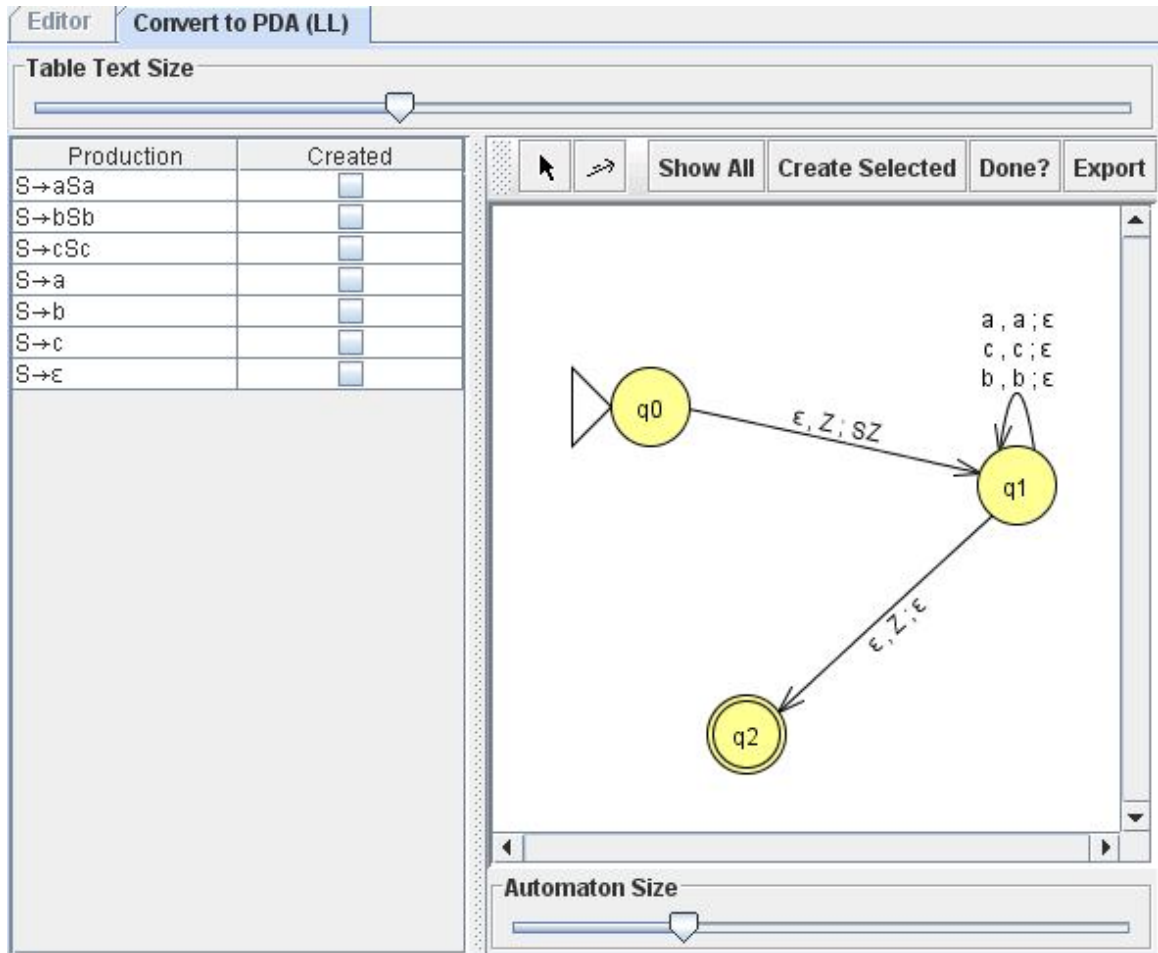 Editor Convert to PDA (LL)
Table Text Size
Production Created
S→aSa
S→bSb
S→cSc
S→a
S→b
S→c
S→ε
Show All Create Selected Done? Export
a , a ; ε
c , c ; ε
b , b ; ε
q0
ε , Z ; SZ
q1
ε , Z ; ε
q2
Automaton Size